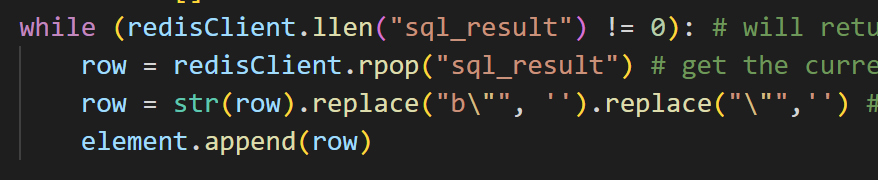 while (redisClient.llen("sql_result") != 0): # will retu
row = redisClient.rpop("sql_result") # get the curre
row = str(row).replace("b\"", '').replace("\"",'') #
element.append(row)